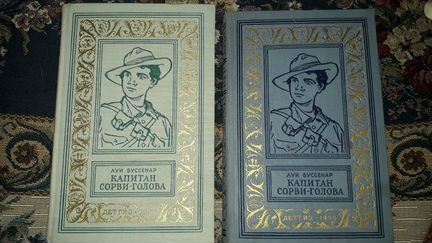 ЛУИ БУССЕНАР
КАПИТАН
СОРВИ-ГОЛОВА
ДЕТГИЗ
ЛУИ БУССЕНАР
КАПИТАН
СОРВИ-ГОЛОВА
ДЕТГИЗ